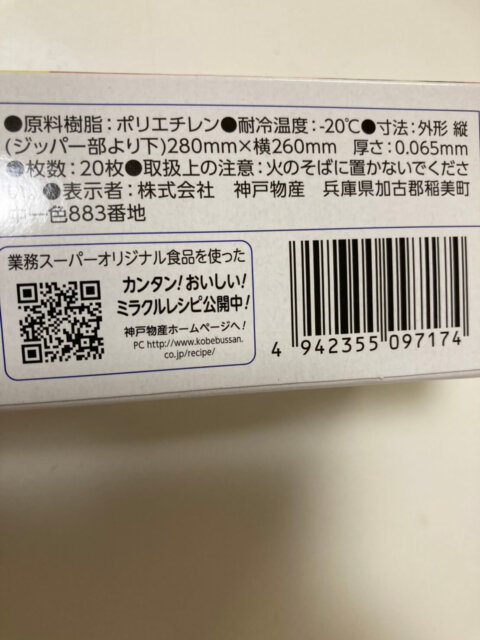 ●原料樹脂：ポリエチレン●耐冷温度：-20℃●寸法：外形 縦
(ジッパー部より下)280mm×横260mm 厚さ：0.065mm
●枚数：20枚●取扱上の注意：火のそばに置かないでくださ
い ●表示者：株式会社 神戸物産 兵庫県加古郡稲美町
中一色883番地
業務スーパーオリジナル食品を使った
カンタン！おいしい！
ミラクルレシピ公開中！
神戸物産ホームページへ！
PC http://www.kobebussan.
co.jp/recipe/
4 942355 097174